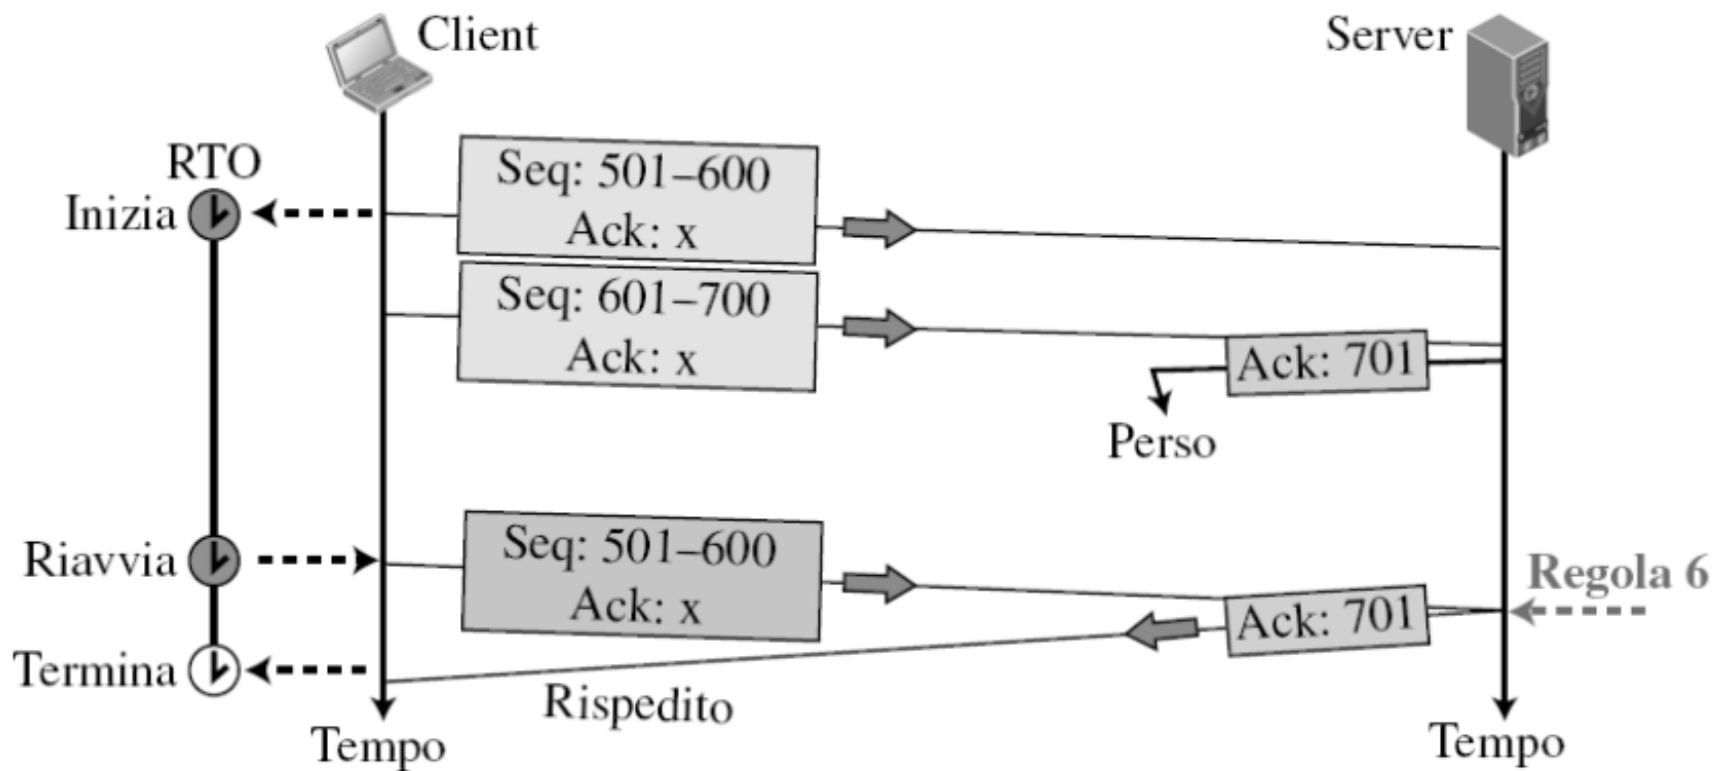 Client
Server
RTO
Inizia
Seq: 501–600
Ack: x
Seq: 601–700
Ack: x
Ack: 701
Perso
Riavvia
Seq: 501–600
Ack: x
Regola 6
Ack: 701
Termina
Rispedito
Tempo
Tempo